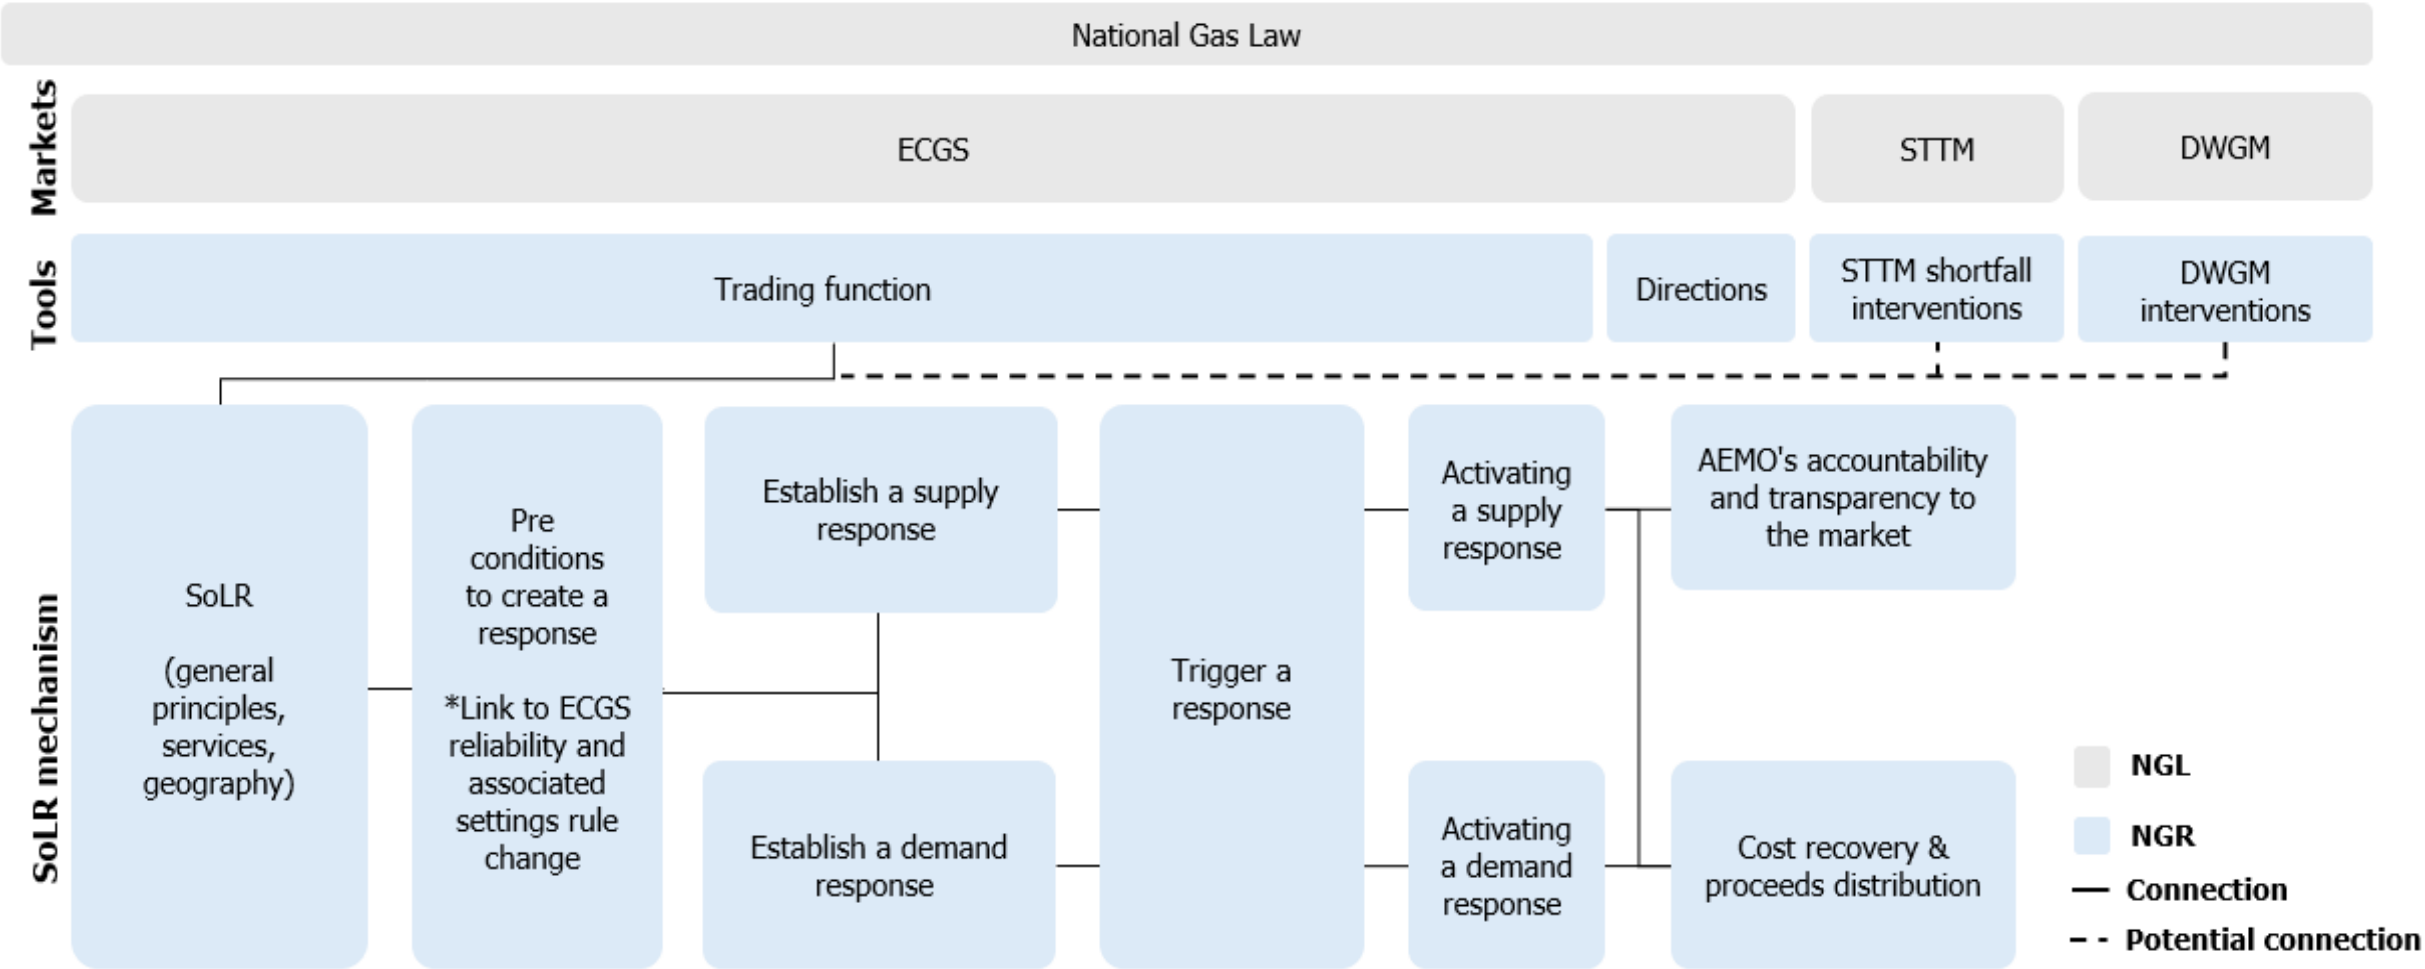 National Gas Law
Markets
ECGS
STTM
DWGM
Tools
Trading function
Directions
STTM shortfall
interventions
DWGM
interventions
SoLR mechanism
SoLR
(general
principles,
services,
geography)
Pre
conditions
to create a
response
*Link to ECGS
reliability and
associated
settings rule
change
Establish a supply
response
Establish a demand
response
Trigger a
response
Activating
a supply
response
Activating
a demand
response
AEMO's accountability
and transparency to
the market
Cost recovery &
proceeds distribution
NGL
NGR
Connection
Potential connection